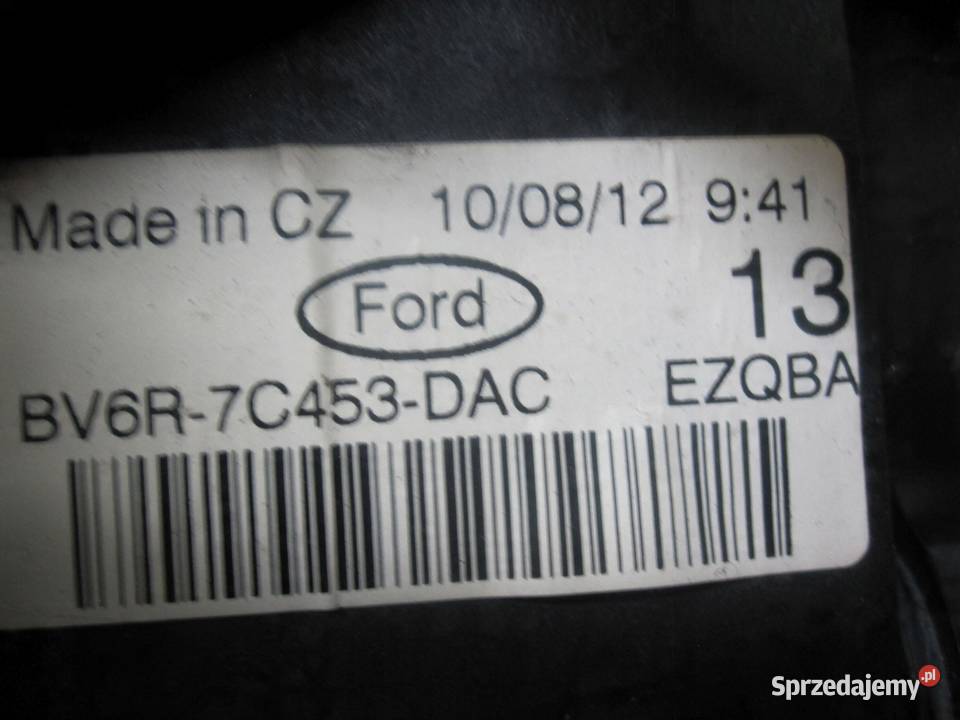 Made in CZ 10/08/12 9:41
Ford 13
BV6R-7C453-DAC EZQBA
Sprzedajemy.pl